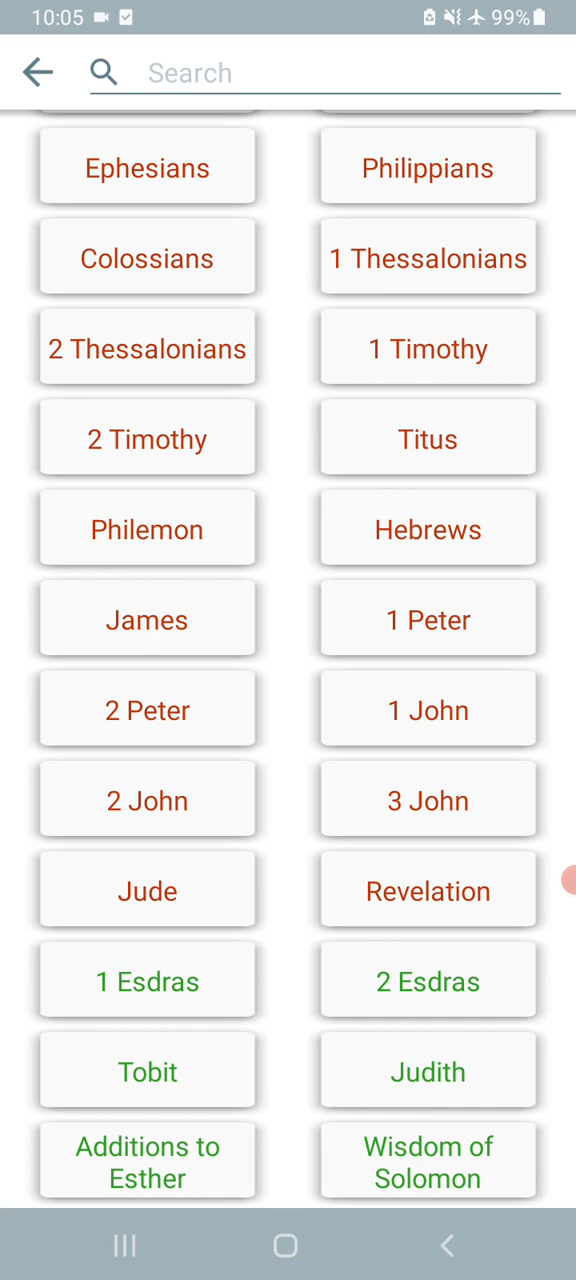 10:05 99%
Search
Ephesians Philippians
Colossians 1 Thessalonians
2 Thessalonians 1 Timothy
2 Timothy Titus
Philemon Hebrews
James 1 Peter
2 Peter 1 John
2 John 3 John
Jude Revelation
1 Esdras 2 Esdras
Tobit Judith
Additions to
Esther
Wisdom of
Solomon